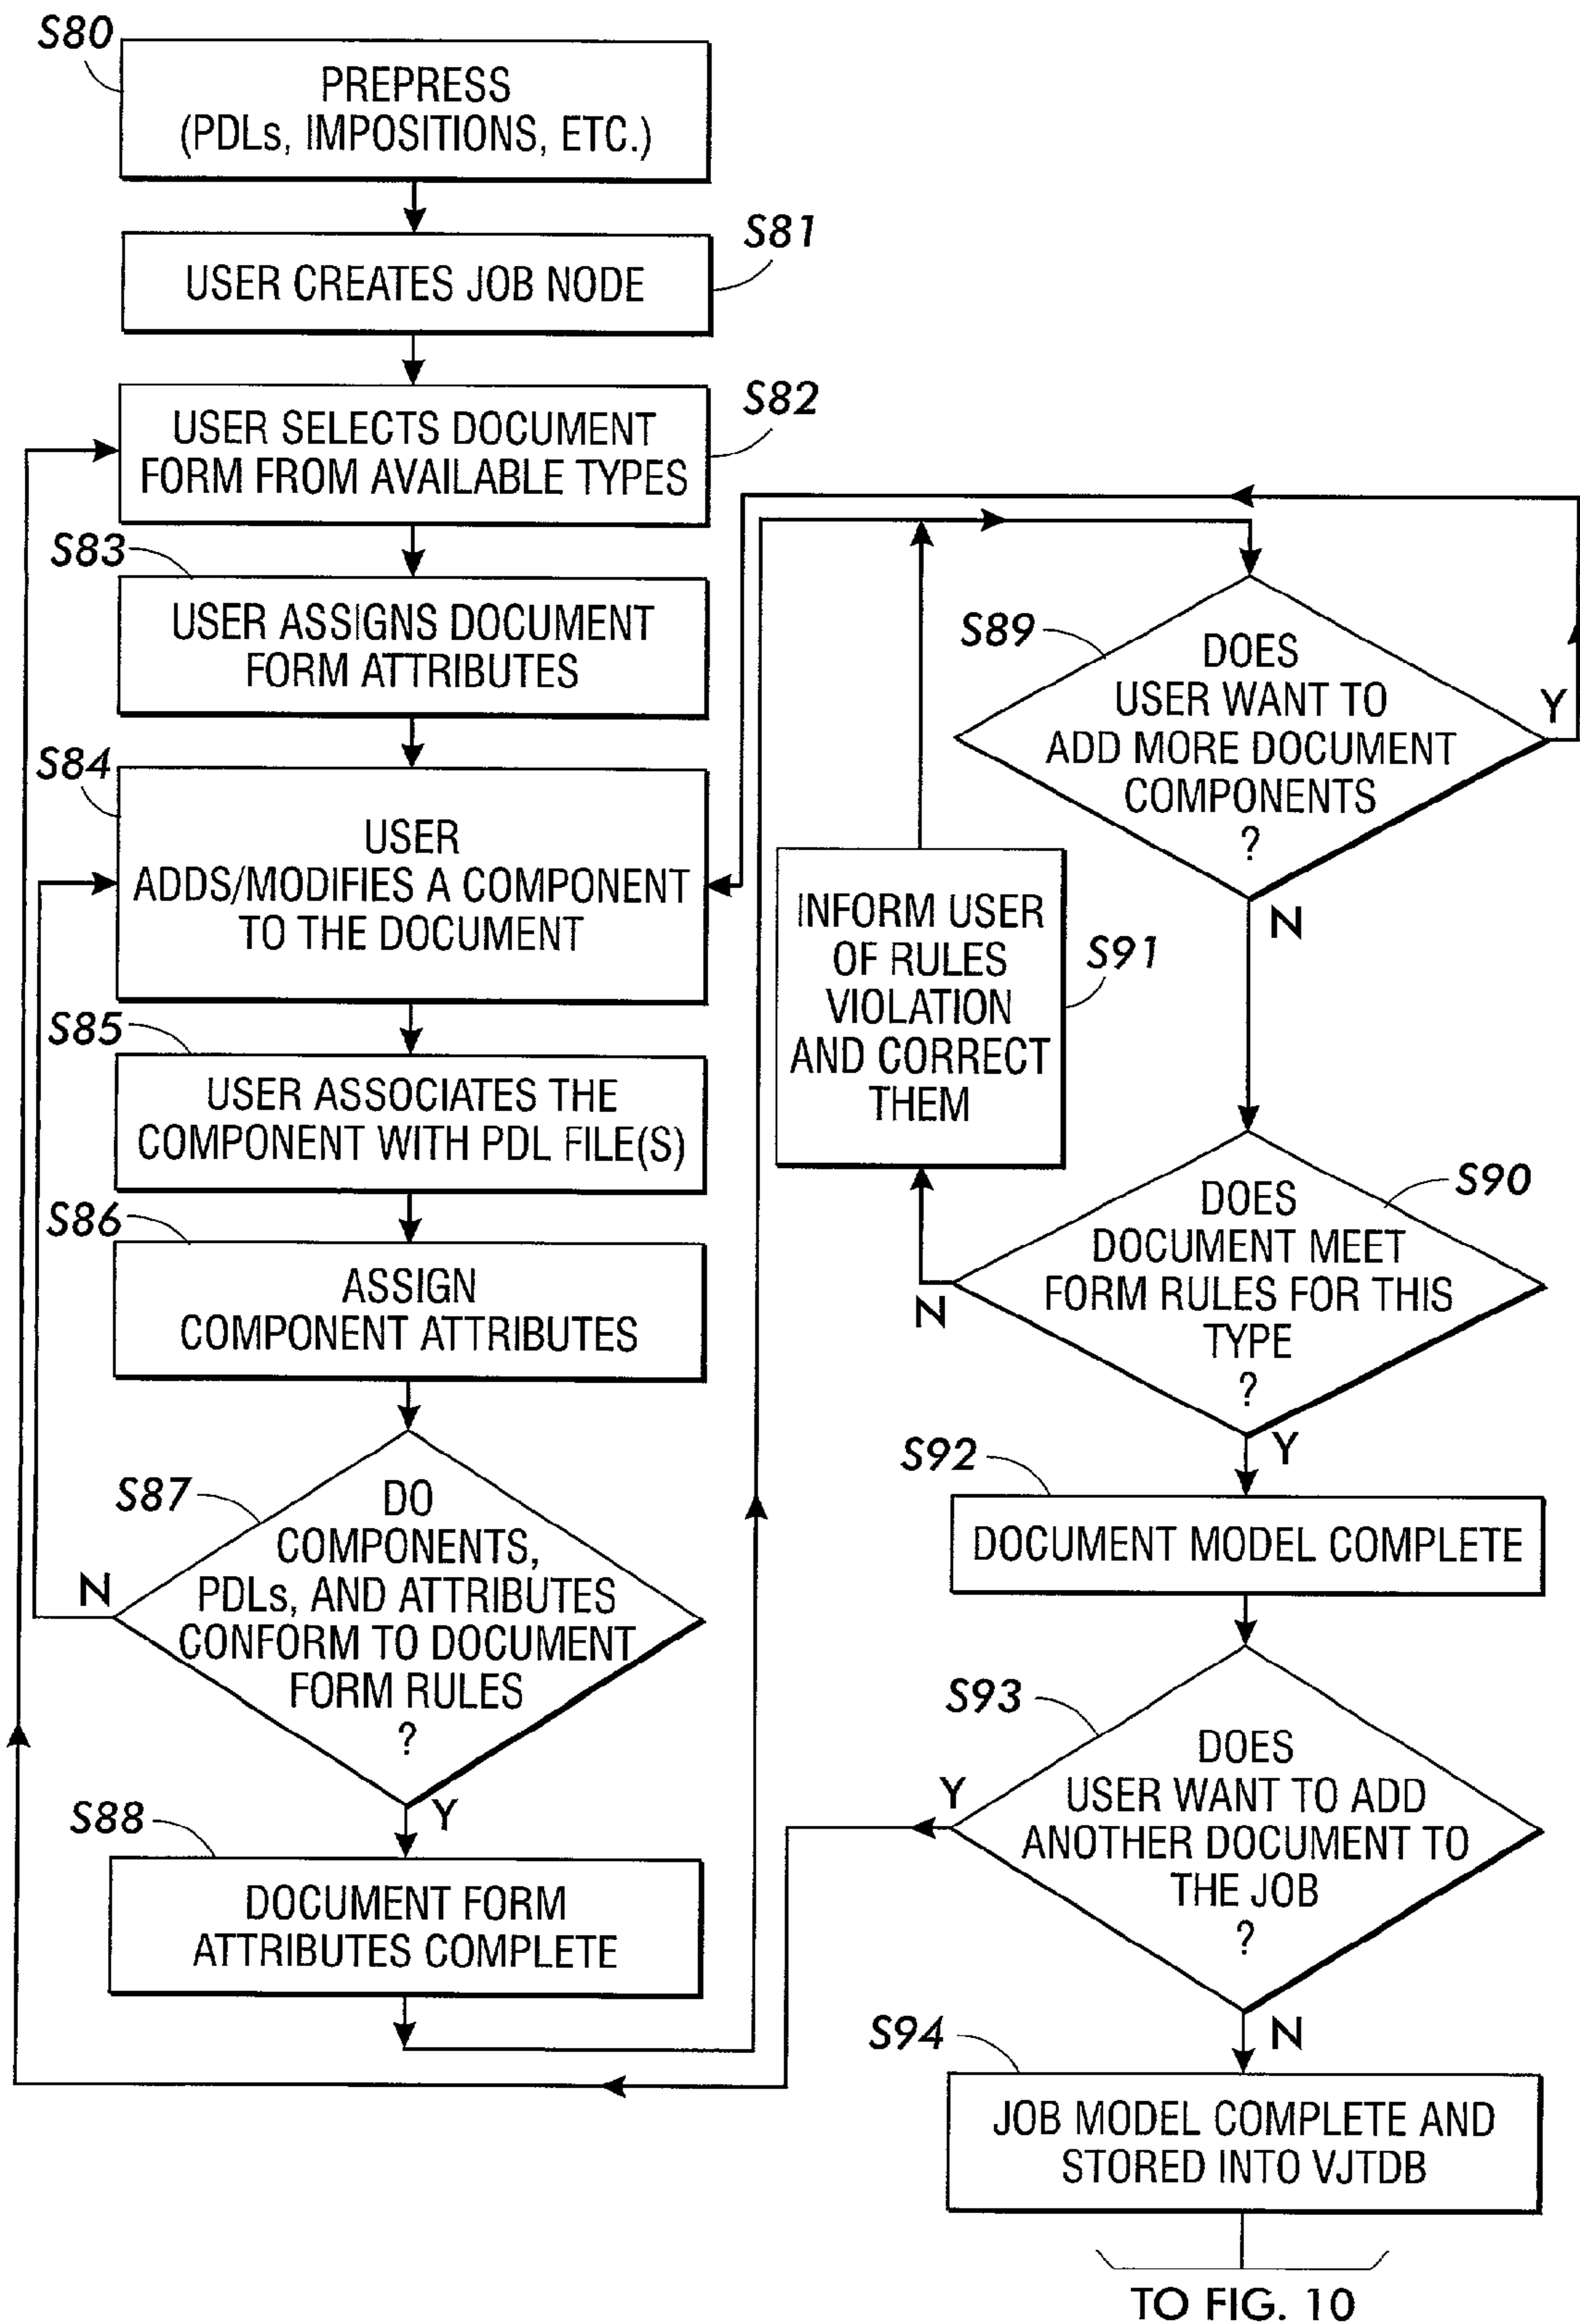 S80
PREPRESS
(PDLs, IMPOSITIONS, ETC.)
S81
USER CREATES JOB NODE
S82
USER SELECTS DOCUMENT
FORM FROM AVAILABLE TYPES
S83
USER ASSIGNS DOCUMENT
FORM ATTRIBUTES
S84
USER
ADDS/MODIFIES A COMPONENT
TO THE DOCUMENT
S85
USER ASSOCIATES THE
COMPONENT WITH PDL FILE(S)
S86
ASSIGN
COMPONENT ATTRIBUTES
S87
DO
COMPONENTS,
PDLs, AND ATTRIBUTES
CONFORM TO DOCUMENT
FORM RULES
?
N
Y
S88
DOCUMENT FORM
ATTRIBUTES COMPLETE
S89
DOES
USER WANT TO
ADD MORE DOCUMENT
COMPONENTS
?
Y
N
S91
INFORM USER
OF RULES
VIOLATION
AND CORRECT
THEM
S90
DOES
DOCUMENT MEET
FORM RULES FOR THIS
TYPE
?
N
Y
S92
DOCUMENT MODEL COMPLETE
S93
DOES
USER WANT TO ADD
ANOTHER DOCUMENT TO
THE JOB
?
Y
N
S94
JOB MODEL COMPLETE AND
STORED INTO VJTDB
TO FIG. 10